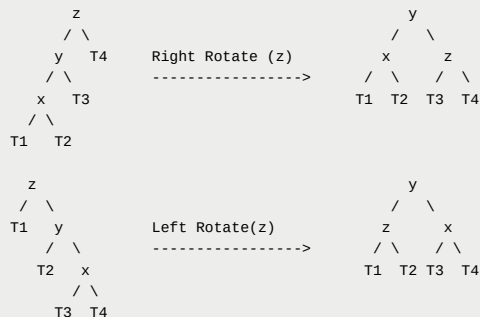 z y
/ \ / \
y T4 Right Rotate (z) x z
/ \ ----------------> / \ / \
x T3 T1 T2 T3 T4
/ \
T1 T2
z y
/ \ / \
T1 y Left Rotate(z) z x
/ \ ----------------> / \ / \
T2 x T1 T2 T3 T4
/ \
T3 T4